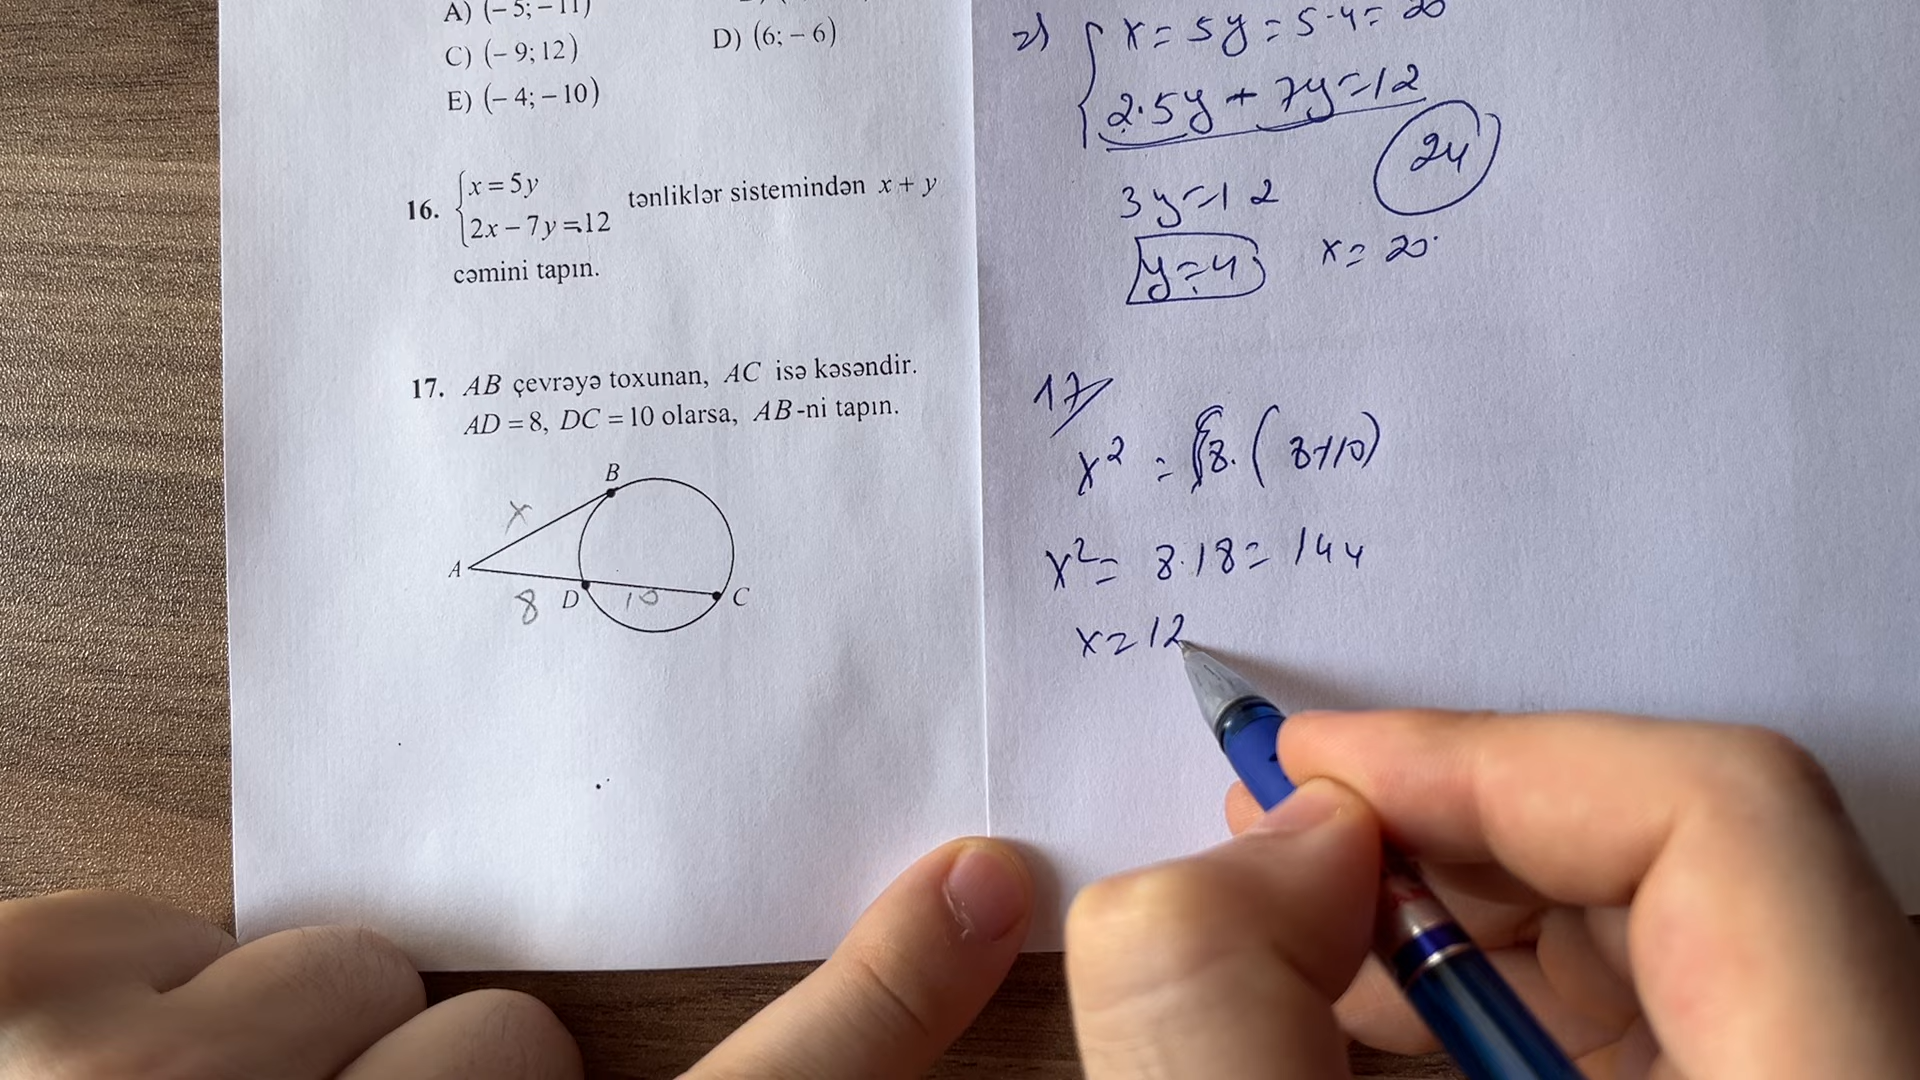 A) (– 5; – 11)
C) (– 9; 12)
D) (6; – 6)
E) (– 4; – 10)
16. x = 5y
2x – 7y = 12
tənliklər sistemindən x + y
cəmini tapın.
17. AB çevrəyə toxunan, AC isə kəsəndir.
AD = 8, DC = 10 olarsa, AB-ni tapın.
B
x
A
8 D 10 C
x = 5y = 5·4 = 20
2·5y + 7y = 12
24
3y = 12
y = 4
x = 20
17
x² = 8·(8+10)
x² = 8·18 = 144
x = 12